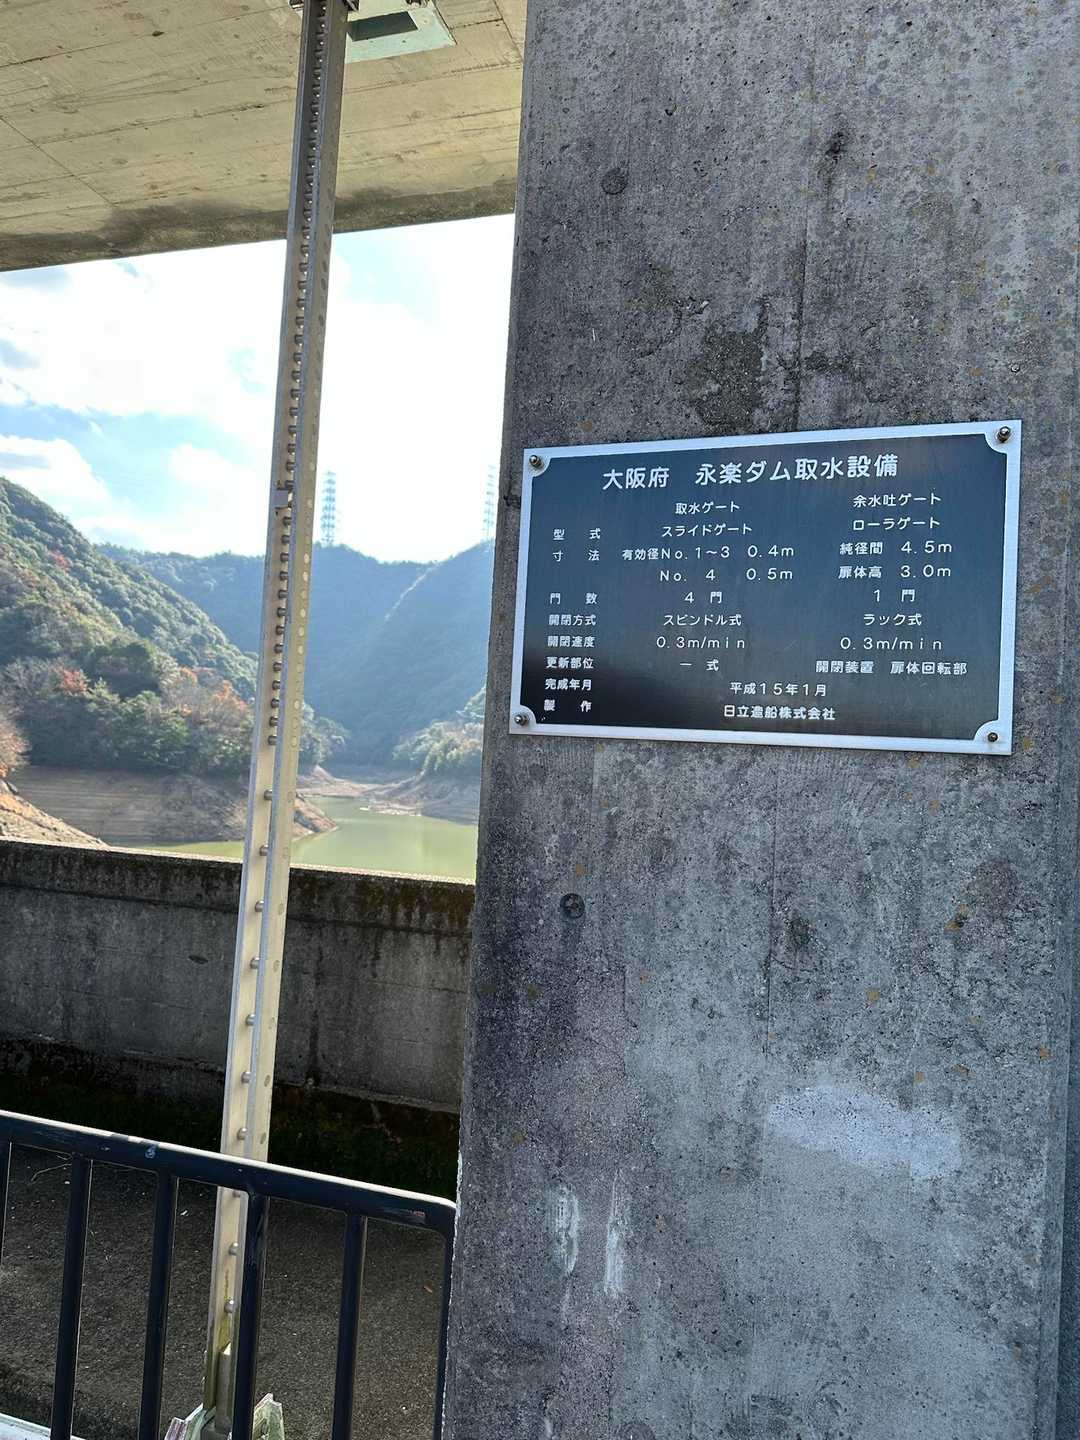 大阪府 永楽ダム取水設備
取水ゲート 余水吐ゲート
型式 スライドゲート ローラゲート
寸法 有効径No.1～3 0.4m 純径間 4.5m
No. 4 0.5m 扉体高 3.0m
門数 4門 1門
開閉方式 スピンドル式 ラック式
開閉速度 0.3m/min 0.3m/min
更新部位 一式 開閉装置 扉体回転部
完成年月 平成15年1月
製作 日立造船株式会社